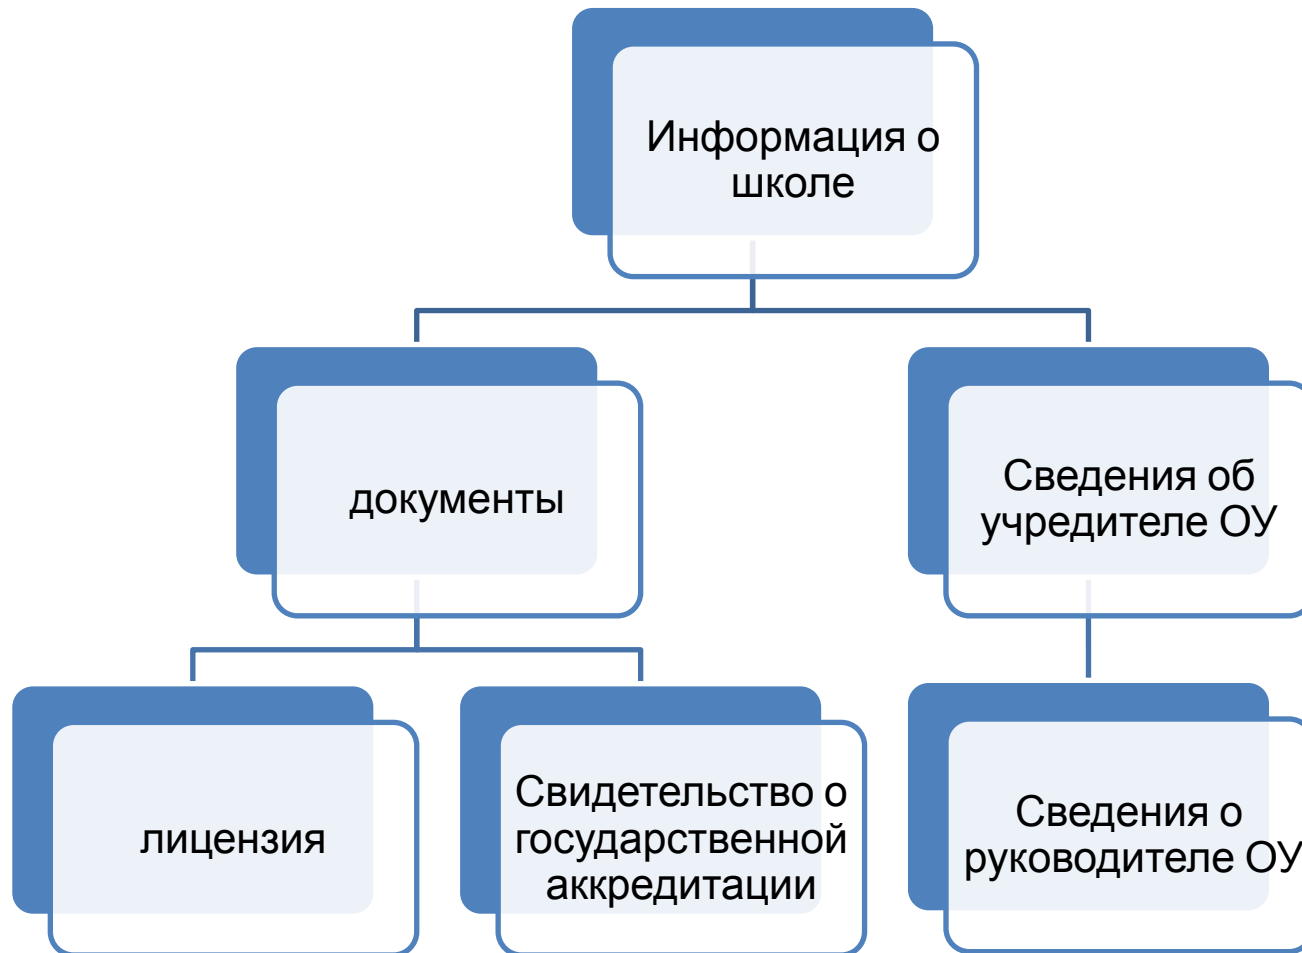 Информация о
школе
документы
Сведения об
учредителе ОУ
лицензия
Свидетельство о
государственной
аккредитации
Сведения о
руководителе ОУ